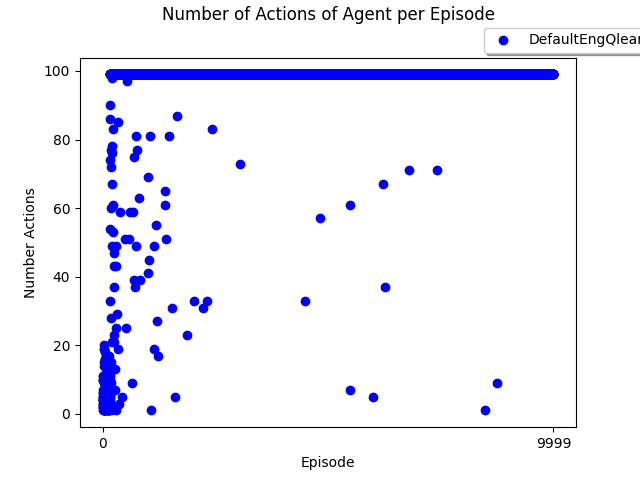 Number of Actions of Agent per Episode
DefaultEngQlear
100
80
60
40
20
0
Number Actions
0
9999
Episode